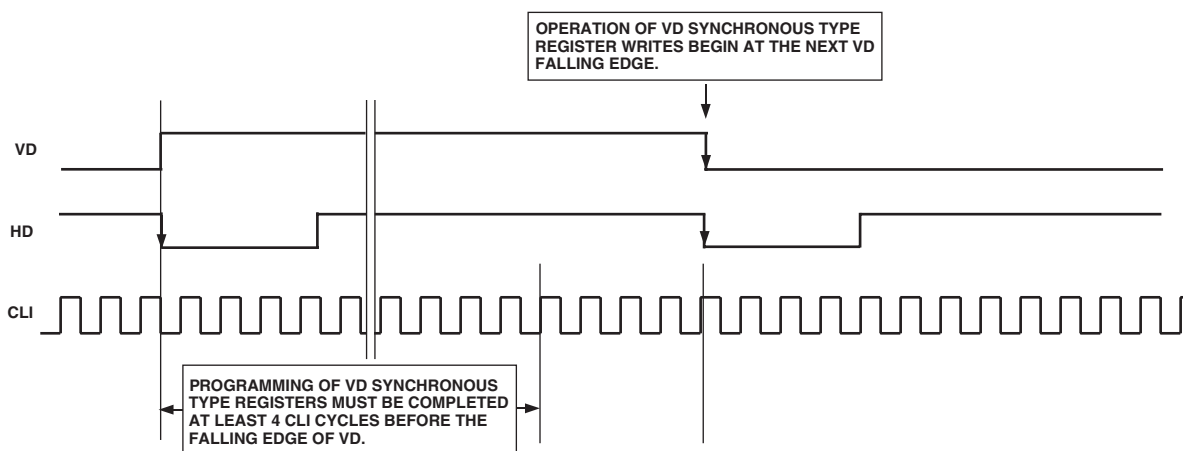 OPERATION OF VD SYNCHRONOUS TYPE
REGISTER WRITES BEGIN AT THE NEXT VD
FALLING EDGE.
VD
HD
CLI
PROGRAMMING OF VD SYNCHRONOUS
TYPE REGISTERS MUST BE COMPLETED
AT LEAST 4 CLI CYCLES BEFORE THE
FALLING EDGE OF VD.